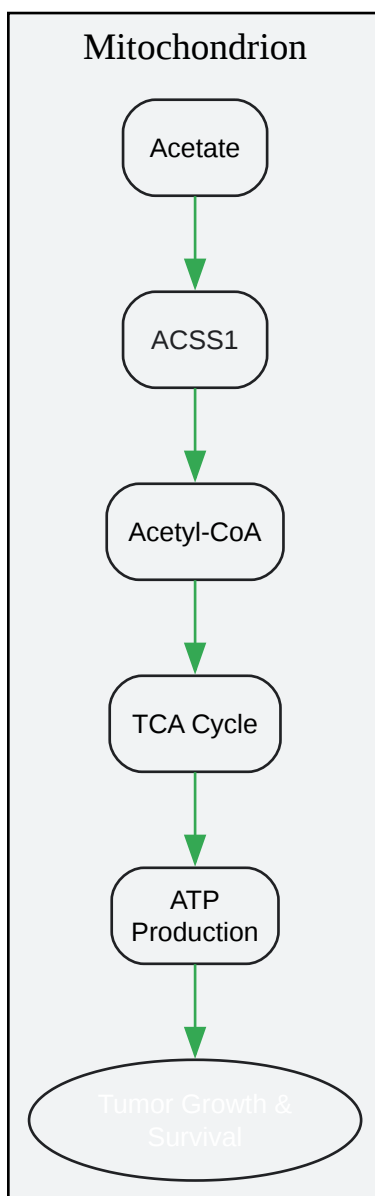 Mitochondrion
Acetate
ACSS1
Acetyl-CoA
TCA Cycle
ATP
Production
Tumor Growth &
Survival